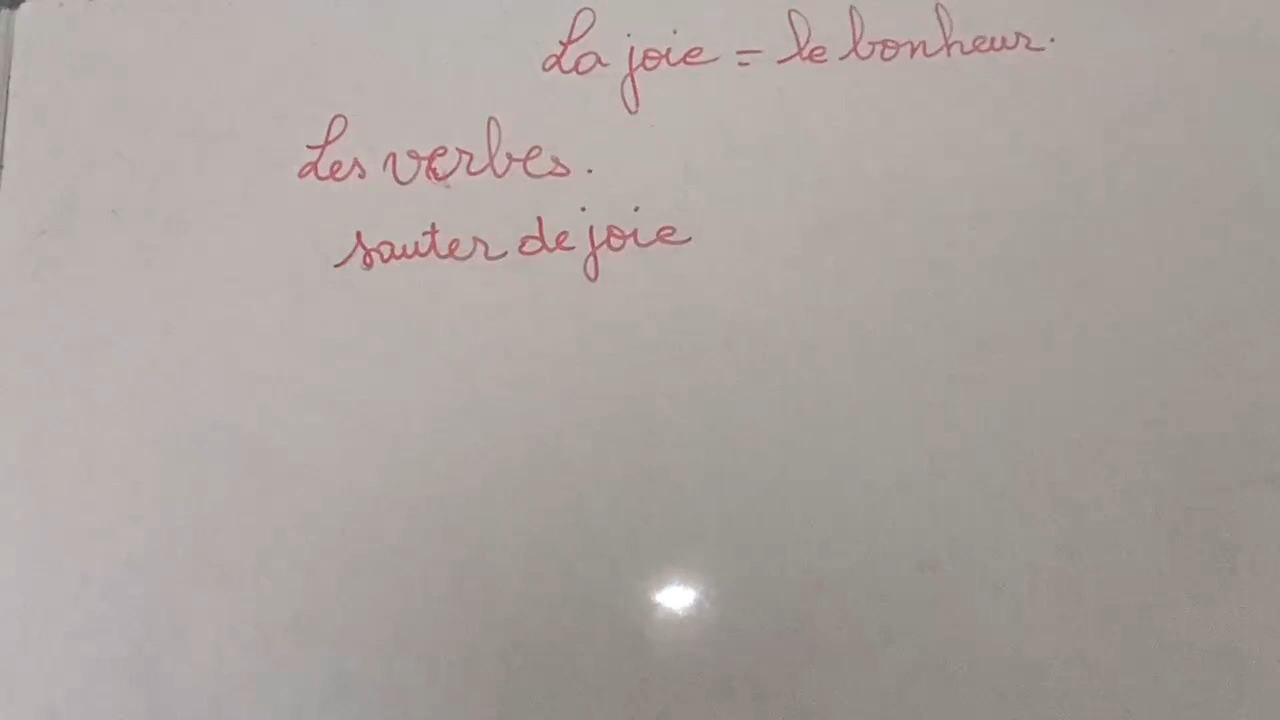 La joie = le bonheur.
Les verbes.
sauter de joie